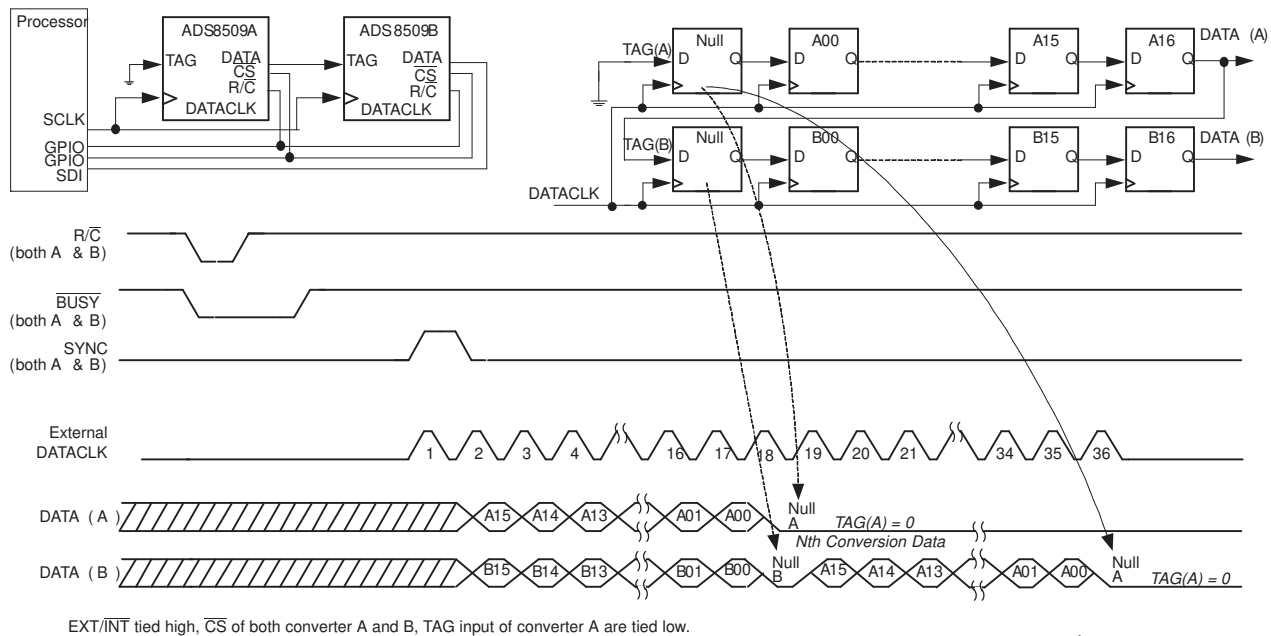 Processor
ADS8509A
TAG
DATA
CS
R/C
DATACLK
ADS8509B
TAG
DATA
CS
R/C
DATACLK
SCLK
GPIO
GPIO
SDI
TAG(A)
Null
D Q
A00
D Q
A15
D Q
A16
D Q
DATA (A)
TAG(B)
Null
D Q
B00
D Q
B15
D Q
B16
D Q
DATA (B)
DATACLK
R/C
(both A & B)
BUSY
(both A & B)
SYNC
(both A & B)
External
DATACLK
1 2 3 4 16 17 18 19 20 21 34 35 36
DATA (A)
A15 A14 A13 A01 A00
Null
A
TAG(A) = 0
Nth Conversion Data
DATA (B)
B15 B14 B13 B01 B00
Null
B
A15 A14 A13 A01 A00
Null
A
TAG(A) = 0
EXT/INT tied high, CS of both converter A and B, TAG input of converter A are tied low.